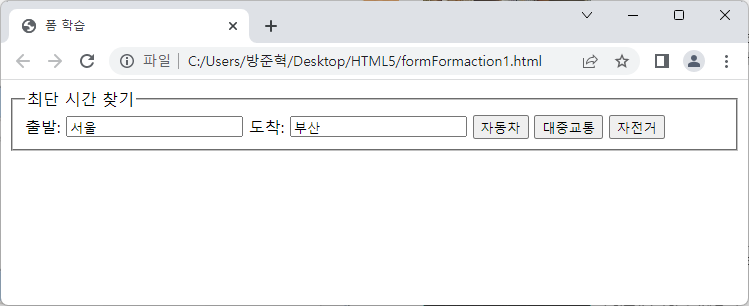 폼 학습
파일 C:/Users/방준혁/Desktop/HTML5/formFormaction1.html
최단 시간 찾기
출발: 서울 도착: 부산 자동차 대중교통 자전거